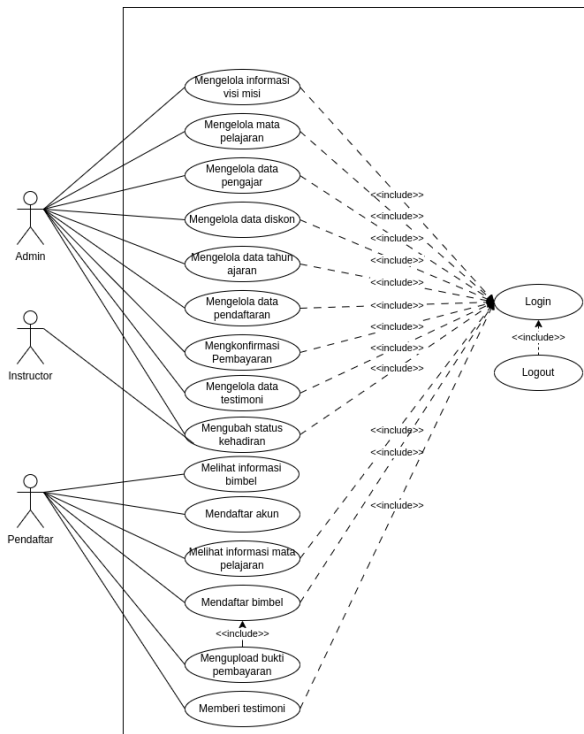 Mengelola informasi
visi misi
Mengelola mata
pelajaran
Mengelola data
pengajar
<<include>>
Admin
Mengelola data diskon
<<include>>
<<include>>
Mengelola data tahun
ajaran
<<include>>
<<include>>
Mengelola data
pendaftaran
<<include>>
Login
Instructor
Mengkonfirmasi
Pembayaran
<<include>>
<<include>>
<<include>>
Mengelola data
testimoni
Logout
Mengubah status
kehadiran
<<include>>
Melihat informasi
bimbel
<<include>>
Pendaftar
Mendaftar akun
<<include>>
Melihat informasi mata
pelajaran
Mendaftar bimbel
<<include>>
Mengupload bukti
pembayaran
Memberi testimoni